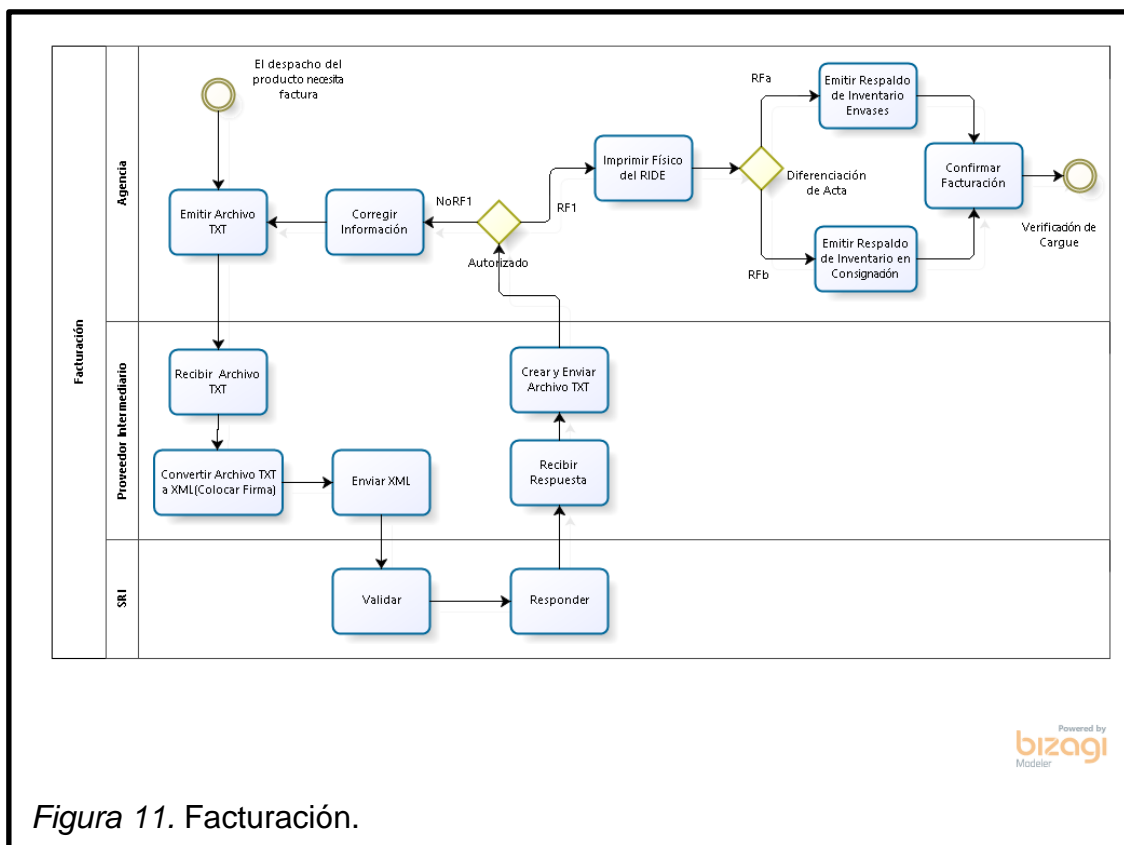 Facturación
Agencia
El despacho del
producto necesita
factura
Emitir Archivo
TXT
Corregir
Información
NoRF1
Autorizado
RF1
Imprimir Físico
del RIDE
RFa
Diferenciación
de Acta
RFb
Emitir Respaldo
de Inventario
Envases
Emitir Respaldo
de Inventario en
Consignación
Confirmar
Facturación
Verificación de
Cargue
Proveedor Intermediario
Recibir Archivo
TXT
Convertir Archivo TXT
a XML(Colocar Firma)
Enviar XML
Crear y Enviar
Archivo TXT
Recibir
Respuesta
SRI
Validar
Responder
Powered by
bizagi
Modeler
Figura 11. Facturación.